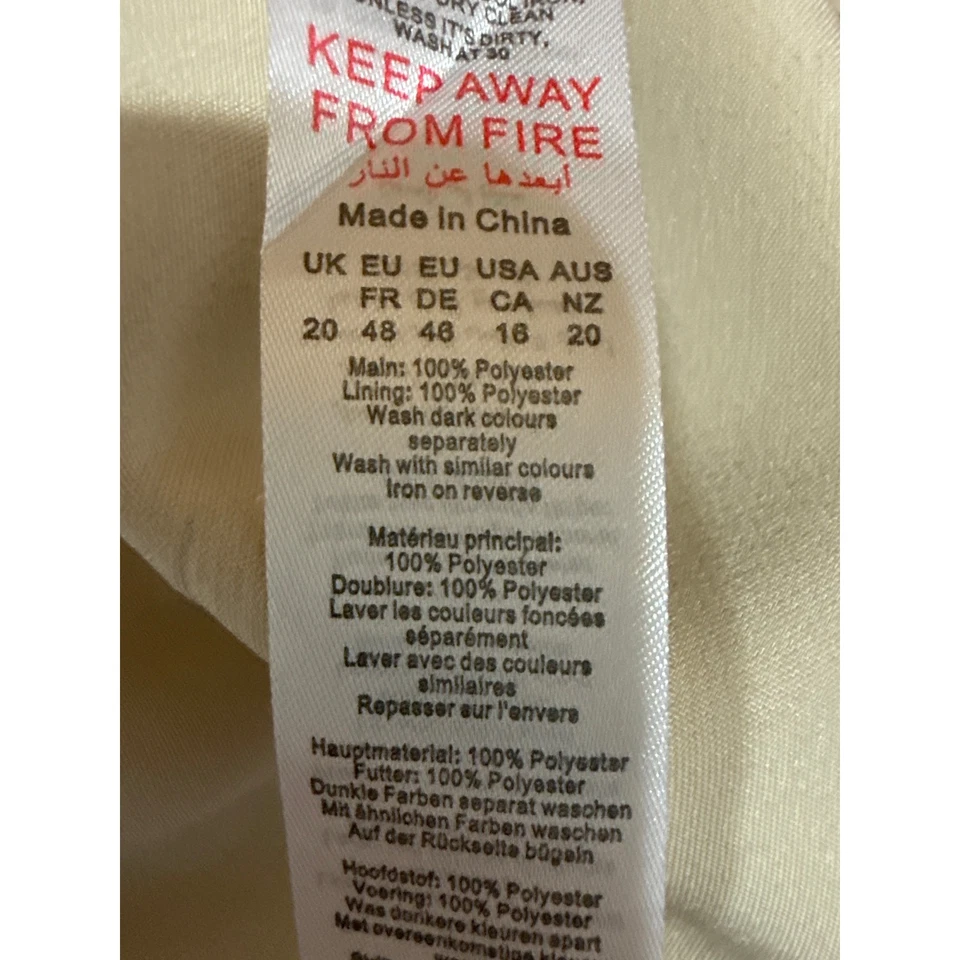 DRY CLEAN
UNLESS IT'S DIRTY,
WASH AT 30
KEEP AWAY
FROM FIRE
أبعدها عن النار
Made in China
UK EU EU USA AUS
FR DE CA NZ
20 48 46 16 20
Main: 100% Polyester
Lining: 100% Polyester
Wash dark colours
separately
Wash with similar colours
Iron on reverse
Matériau principal:
100% Polyester
Doublure: 100% Polyester
Laver les couleurs foncées
séparément
Laver avec des couleurs
similaires
Repasser sur l'envers
Hauptmaterial: 100% Polyester
Futter: 100% Polyester
Dunkle Farben separat waschen
Mit ähnlichen Farben waschen
Auf der Rückseite bügeln
Hoofdstof: 100% Polyester
Voering: 100% Polyester
Was donkere kleuren apart
Met overeenkomstige